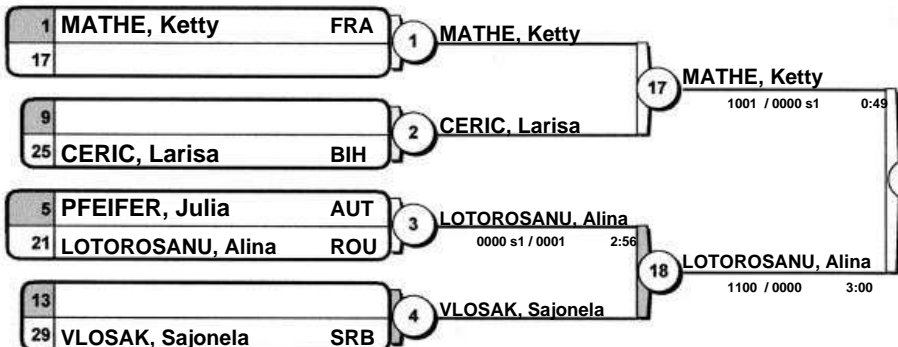 1 MATHE, Ketty FRA
17
1 MATHE, Ketty
9
25 CERIC, Larisa BIH
2 CERIC, Larisa
17 MATHE, Ketty
1001 / 0000 s1 0:49
5 PFEIFER, Julia AUT
21 LOTOROSANU, Alina ROU
3 LOTOROSANU, Alina
0000 s1 / 0001 2:56
13
29 VLOSAK, Sajonela SRB
4 VLOSAK, Sajonela
18 LOTOROSANU, Alina
1100 / 0000 3:00